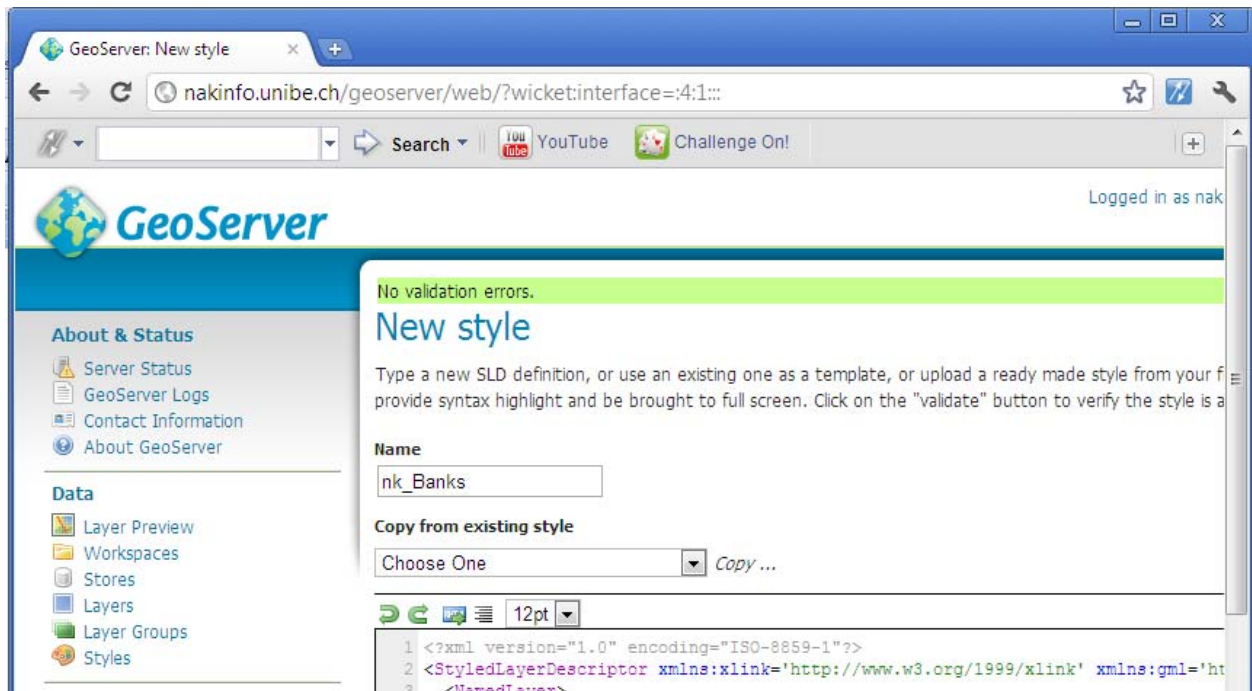 GeoServer: New style
nakinfo.unibe.ch/geoserver/web/?wicket:interface=:4:1:::
Search YouTube Challenge On!
GeoServer
Logged in as nak
No validation errors.
New style
Type a new SLD definition, or use an existing one as a template, or upload a ready made style from your f
provide syntax highlight and be brought to full screen. Click on the "validate" button to verify the style is a
About & Status
Server Status
GeoServer Logs
Contact Information
About GeoServer
Data
Layer Preview
Workspaces
Stores
Layers
Layer Groups
Styles
Name
nk_Banks
Copy from existing style
Choose One Copy ...
12pt
1 <?xml version="1.0" encoding="ISO-8859-1"?>
2 <StyledLayerDescriptor xmlns:xlink='http://www.w3.org/1999/xlink' xmlns:gml='ht
3 <NamedLayer>